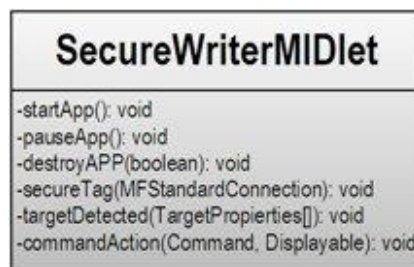 SecureWriterMIDlet
-startApp(): void
-pauseApp(): void
-destroyAPP(boolean): void
-secureTag(MFStandardConnection): void
-targetDetected(TargetPropierties[]): void
-commandAction(Command, Displayable): void